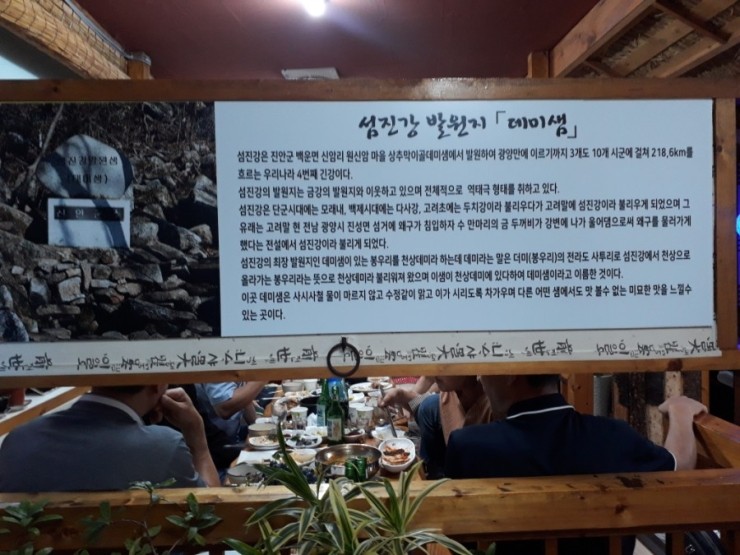 섬진강 발원지 「데미샘」
섬진강은 진안군 백운면 신암리 원신암 마을 상추막이골데미샘에서 발원하여 광양만에 이르기까지 3개도 10개 시군에 걸쳐 218,6km를
흐르는 우리나라 4번째 긴강이다.
섬진강의 발원지는 금강의 발원지와 이웃하고 있으며 전체적으로 역태극 형태를 취하고 있다.
섬진강은 단군시대에는 모래내, 백제시대에는 다사강, 고려초에는 두치강이라 불리우다가 고려말에 섬진강이라 불리우게 되었으며 그
유래는 고려말 현 전남 광양시 진성면 섬거에 왜구가 침입하자 수 만마리의 금 두꺼비가 강변에 나가 울어댐으로써 왜구를 물러가게
했다는 전설에서 섬진강이라 불리게 되었다.
섬진강의 최장 발원지인 데미샘이 있는 봉우리를 천상데미라 하는데 데미라는 말은 더미(봉우리)의 전라도 사투리로 섬진강에서 천상으로
올라가는 봉우리라는 뜻으로 천상데미라 불리워져 왔으며 이샘이 천상데미에 있다하여 데미샘이라고 이름한 것이다.
이곳 데미샘은 사시사철 물이 마르지 않고 수정같이 맑고 이가 시리도록 차가우며 다른 어떤 샘에서도 맛 볼수 없는 미묘한 맛을 느낄수
있는 곳이다.
섬진강발원샘
(데미샘)
진안군수